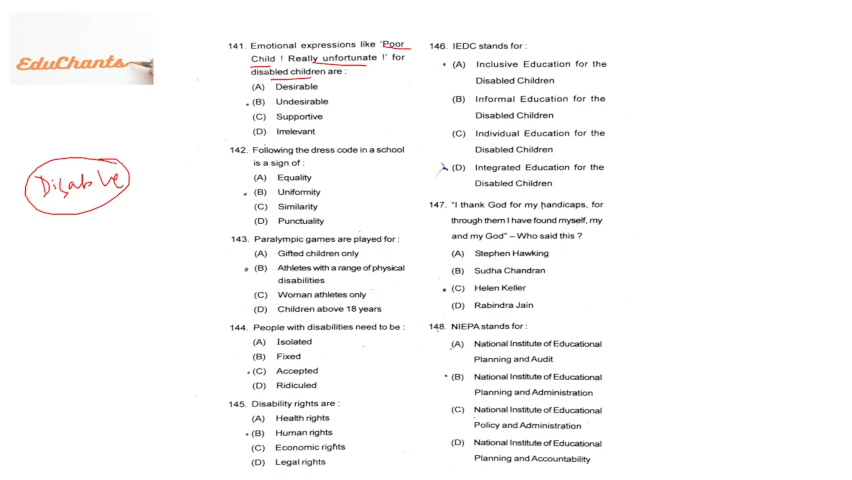 EduChants
Disable
141. Emotional expressions like 'Poor
Child ! Really unfortunate !' for
disabled children are :
(A) Desirable
(B) Undesirable
(C) Supportive
(D) Irrelevant
142. Following the dress code in a school
is a sign of :
(A) Equality
(B) Uniformity
(C) Similarity
(D) Punctuality
143. Paralympic games are played for :
(A) Gifted children only
(B) Athletes with a range of physical
disabilities
(C) Woman athletes only
(D) Children above 18 years
144. People with disabilities need to be :
(A) Isolated
(B) Fixed
(C) Accepted
(D) Ridiculed
145. Disability rights are :
(A) Health rights
(B) Human rights
(C) Economic rights
(D) Legal rights
146. IEDC stands for :
(A) Inclusive Education for the
Disabled Children
(B) Informal Education for the
Disabled Children
(C) Individual Education for the
Disabled Children
(D) Integrated Education for the
Disabled Children
147. "I thank God for my handicaps, for
through them I have found myself, my
and my God" – Who said this ?
(A) Stephen Hawking
(B) Sudha Chandran
(C) Helen Keller
(D) Rabindra Jain
148. NIEPA stands for :
(A) National Institute of Educational
Planning and Audit
(B) National Institute of Educational
Planning and Administration
(C) National Institute of Educational
Policy and Administration
(D) National Institute of Educational
Planning and Accountability